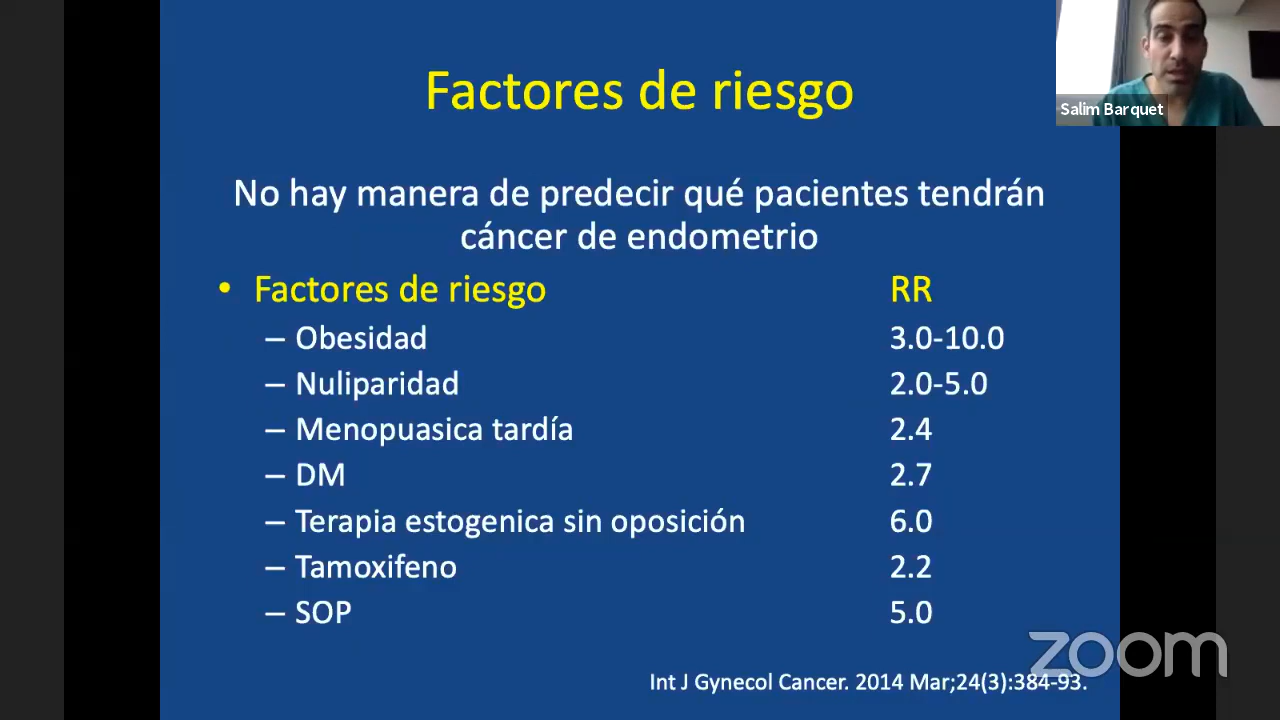 Factores de riesgo
Salim Barquet
No hay manera de predecir qué pacientes tendrán
cáncer de endometrio
• Factores de riesgo RR
– Obesidad 3.0-10.0
– Nuliparidad 2.0-5.0
– Menopuasica tardía 2.4
– DM 2.7
– Terapia estogenica sin oposición 6.0
– Tamoxifeno 2.2
– SOP 5.0
zoom
Int J Gynecol Cancer. 2014 Mar;24(3):384-93.